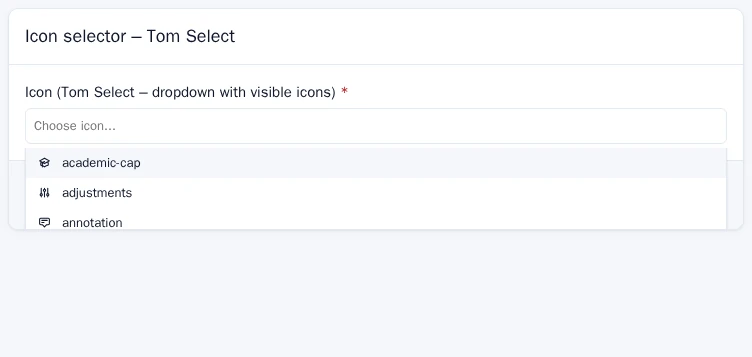 Icon selector – Tom Select
Icon (Tom Select – dropdown with visible icons) *
Choose icon...
academic-cap
adjustments
annotation